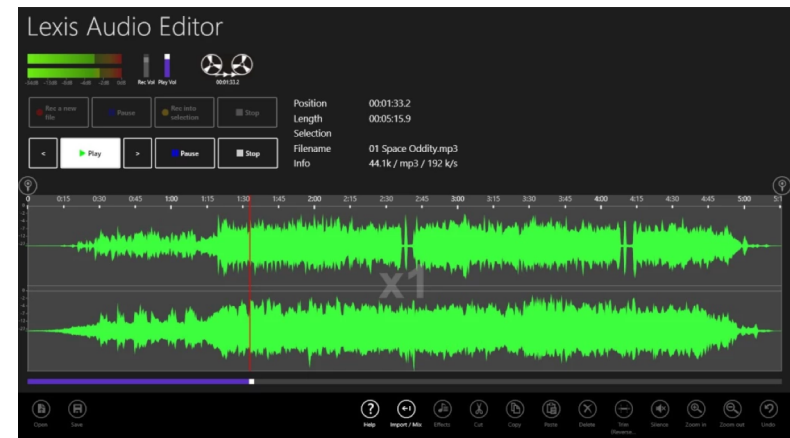 Lexis Audio Editor
Rec Vol Play Vol
00:01:33.2
Position 00:01:33.2
Length 00:05:15.9
Selection
Filename 01 Space Oddity.mp3
Info 44.1k / mp3 / 192 k/s
Rec a new file
Pause
Rec into selection
Stop
< Play > Pause Stop
0 0:15 0:30 0:45 1:00 1:15 1:30 1:45 2:00 2:15 2:30 2:45 3:00 3:15 3:30 3:45 4:00 4:15 4:30 4:45 5:00 5:1
x1
Open Save Help Import / Mix Effects Cut Copy Paste Delete Trim (Reverse... Silence Zoom in Zoom out Undo